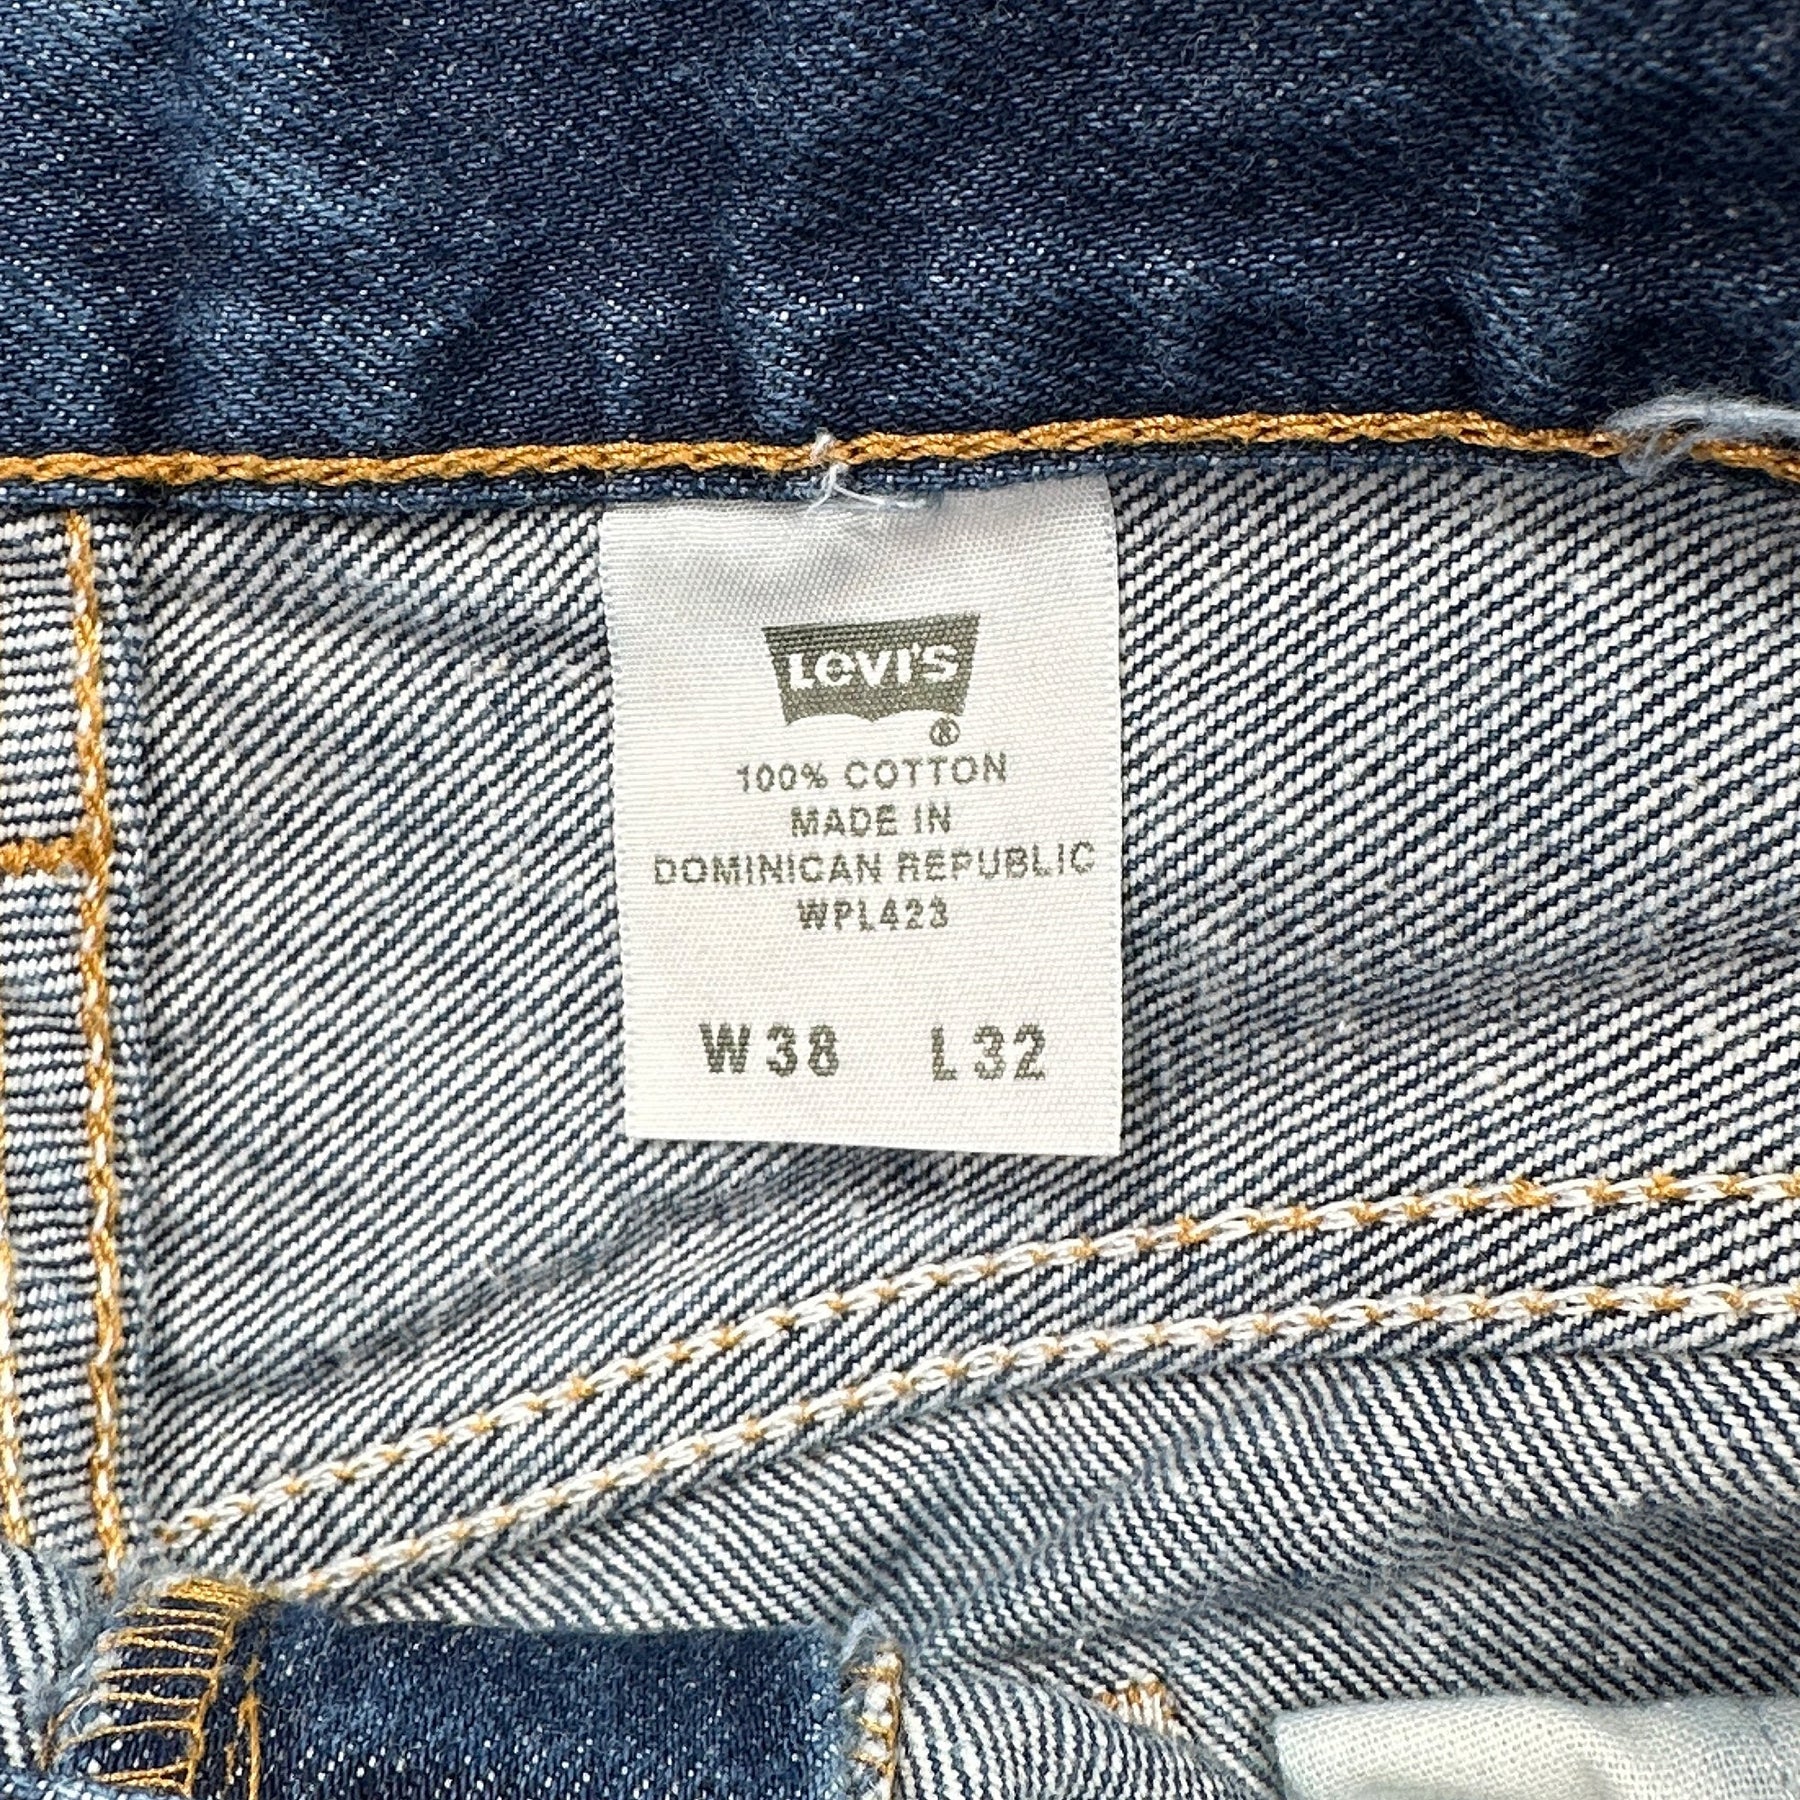 LEVI'S
®
100% COTTON
MADE IN
DOMINICAN REPUBLIC
WPL423
W38 L32